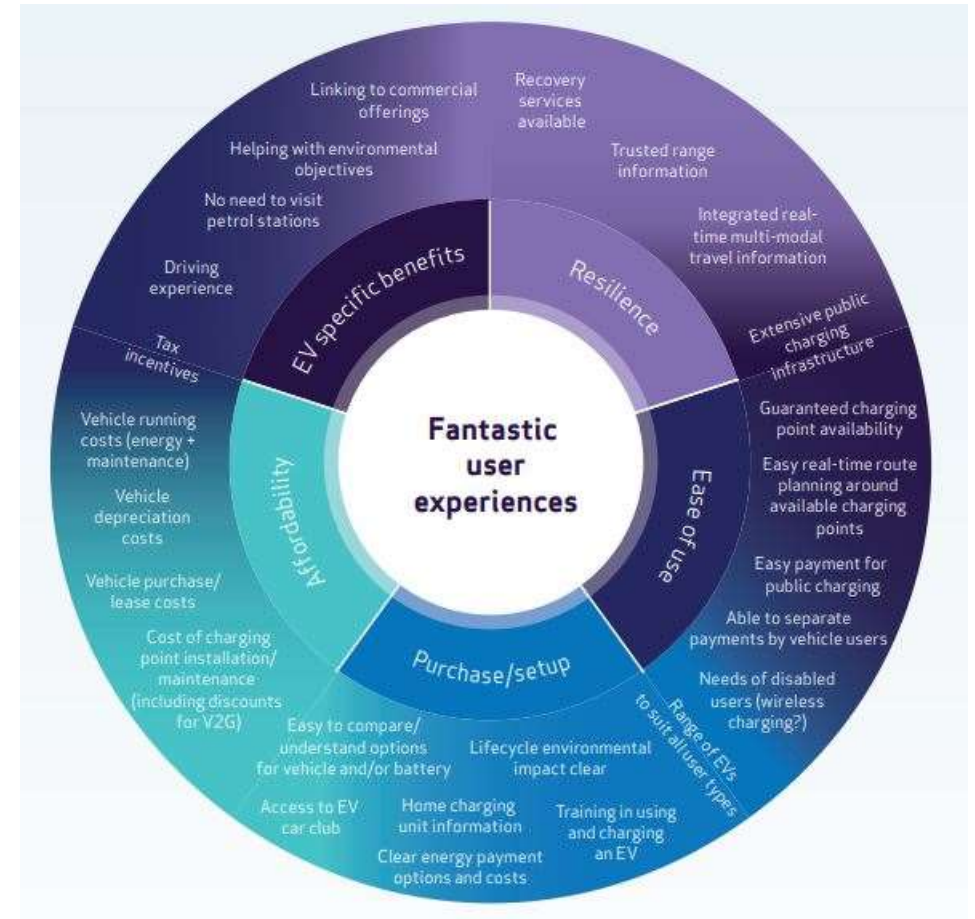 Linking to commercial
offerings
Helping with environmental
objectives
No need to visit
petrol stations
Driving
experience
Recovery
services
available
Trusted range
information
Integrated real-
time multi-modal
travel information
Extensive public
charging
infrastructure
EV specific benefits
Resilience
Tax
incentives
Vehicle running
costs (energy +
maintenance)
Vehicle
depreciation
costs
Vehicle purchase/
lease costs
Cost of charging
point installation/
maintenance
(including discounts
for V2G)
Affordability
Fantastic
user
experiences
Ease of use
Guaranteed charging
point availability
Easy real-time route
planning around
available charging
points
Easy payment for
public charging
Able to separate
payments by vehicle users
Needs of disabled
users (wireless
charging?)
Range of EVs
to suit all user types
Purchase/setup
Easy to compare/
understand options
for vehicle and/or battery
Lifecycle environmental
impact clear
Access to EV
car club
Home charging
unit information
Training in using
and charging
an EV
Clear energy payment
options and costs